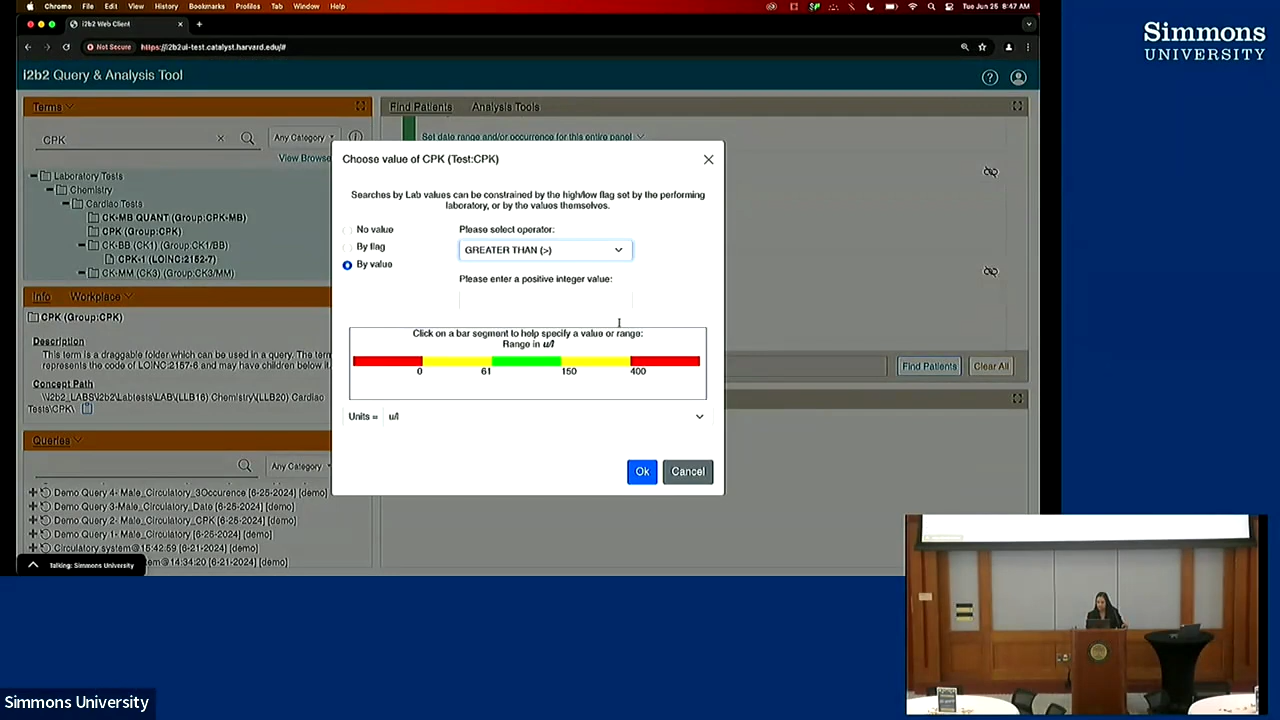 Chrome File Edit View History Bookmarks Profiles Tab Window Help Tue Jun 25 8:47 AM
i2b2 Web Client
Not Secure https://i2b2ui-test.catalyst.harvard.edu/#
Simmons
UNIVERSITY
i2b2 Query & Analysis Tool
Terms
Find Patients Analysis Tools
CPK
Any Category
Set date range and/or occurrence for this entire panel
View Browse
Laboratory Tests
Chemistry
Cardiac Tests
CK-MB QUANT (Group:CPK-MB)
CPK (Group:CPK)
CK-BB (CK1) (Group:CK1/BB)
CPK-1 (LOINC:2152-7)
CK-MM (CK3) (Group:CK3/MM)
Choose value of CPK (Test:CPK)
Searches by Lab values can be constrained by the high/low flag set by the performing
laboratory, or by the values themselves.
No value
By flag
By value
Please select operator:
GREATER THAN (>)
Please enter a positive integer value:
Click on a bar segment to help specify a value or range:
Range in u/l
0 61 150 400
Units = u/l
Ok Cancel
Info Workplace
CPK (Group:CPK)
Description
This term is a draggable folder which can be used in a query. The term
represents the code of LOINC:2157-6 and may have children below it.
Concept Path
\\i2b2_LABS\i2b2\Labtests\LAB\(LLB16) Chemistry\(LLB20) Cardiac
Tests\CPK\
Find Patients Clear All
Queries
Any Category
Demo Query 4- Male_Circulatory_3Occurence [6-25-2024] [demo]
Demo Query 3-Male_Circulatory_Date [6-25-2024] [demo]
Demo Query 2- Male_Circulatory_CPK [6-25-2024] [demo]
Demo Query 1- Male_Circulatory [6-25-2024] [demo]
Circulatory system@15:42:59 [6-21-2024] [demo]
em@14:34:20 [6-21-2024] [demo]
Talking: Simmons University
Simmons University